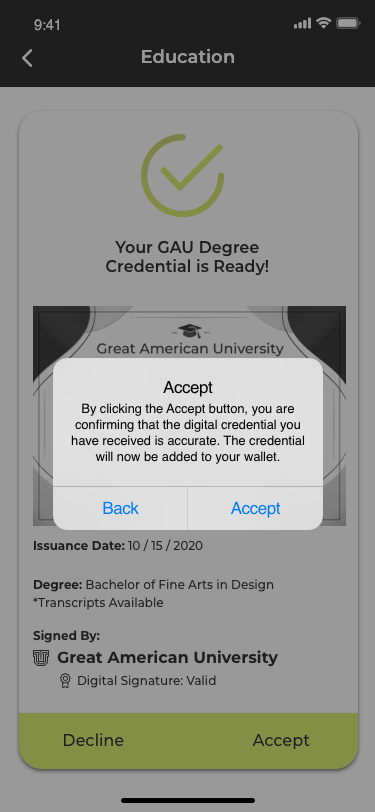 9:41
Education
Your GAU Degree
Credential is Ready!
Great American University
Accept
By clicking the Accept button, you are
confirming that the digital credential you
have received is accurate. The credential
will now be added to your wallet.
Back Accept
Issuance Date: 10 / 15 / 2020
Degree: Bachelor of Fine Arts in Design
*Transcripts Available
Signed By:
Great American University
Digital Signature: Valid
Decline Accept